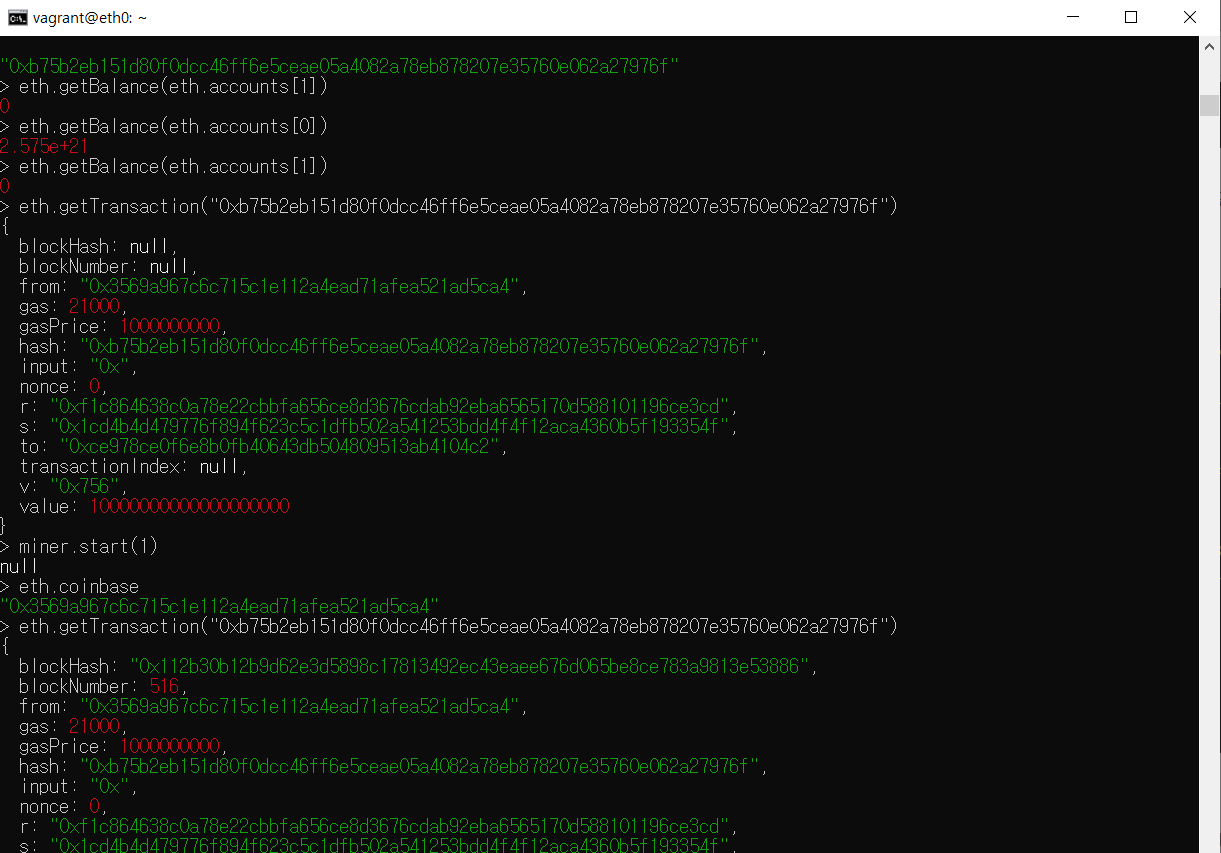 vagrant@eth0: ~
"0xb75b2eb151d80f0dcc46ff6e5ceae05a4082a78eb878207e35760e062a27976f"
> eth.getBalance(eth.accounts[1])
0
> eth.getBalance(eth.accounts[0])
2.575e+21
> eth.getBalance(eth.accounts[1])
0
> eth.getTransaction("0xb75b2eb151d80f0dcc46ff6e5ceae05a4082a78eb878207e35760e062a27976f")
{
  blockHash: null,
  blockNumber: null,
  from: "0x3569a967c6c715c1e112a4ead71afea521ad5ca4",
  gas: 21000,
  gasPrice: 1000000000,
  hash: "0xb75b2eb151d80f0dcc46ff6e5ceae05a4082a78eb878207e35760e062a27976f",
  input: "0x",
  nonce: 0,
  r: "0xf1c864638c0a78e22cbbfa656ce8d3676cdab92eba6565170d588101196ce3cd",
  s: "0x1cd4b4d479776f894f623c5c1dfb502a541253bdd4f4f12aca4360b5f193354f",
  to: "0xce978ce0f6e8b0fb40643db504809513ab4104c2",
  transactionIndex: null,
  v: "0x756",
  value: 10000000000000000000
}
> miner.start(1)
null
> eth.coinbase
"0x3569a967c6c715c1e112a4ead71afea521ad5ca4"
> eth.getTransaction("0xb75b2eb151d80f0dcc46ff6e5ceae05a4082a78eb878207e35760e062a27976f")
{
  blockHash: "0x112b30b12b9d62e3d5898c17813492ec43eaee676d065be8ce783a9813e53886",
  blockNumber: 516,
  from: "0x3569a967c6c715c1e112a4ead71afea521ad5ca4",
  gas: 21000,
  gasPrice: 1000000000,
  hash: "0xb75b2eb151d80f0dcc46ff6e5ceae05a4082a78eb878207e35760e062a27976f",
  input: "0x",
  nonce: 0,
  r: "0xf1c864638c0a78e22cbbfa656ce8d3676cdab92eba6565170d588101196ce3cd",
  s: "0x1cd4b4d479776f894f623c5c1dfb502a541253bdd4f4f12aca4360b5f193354f",